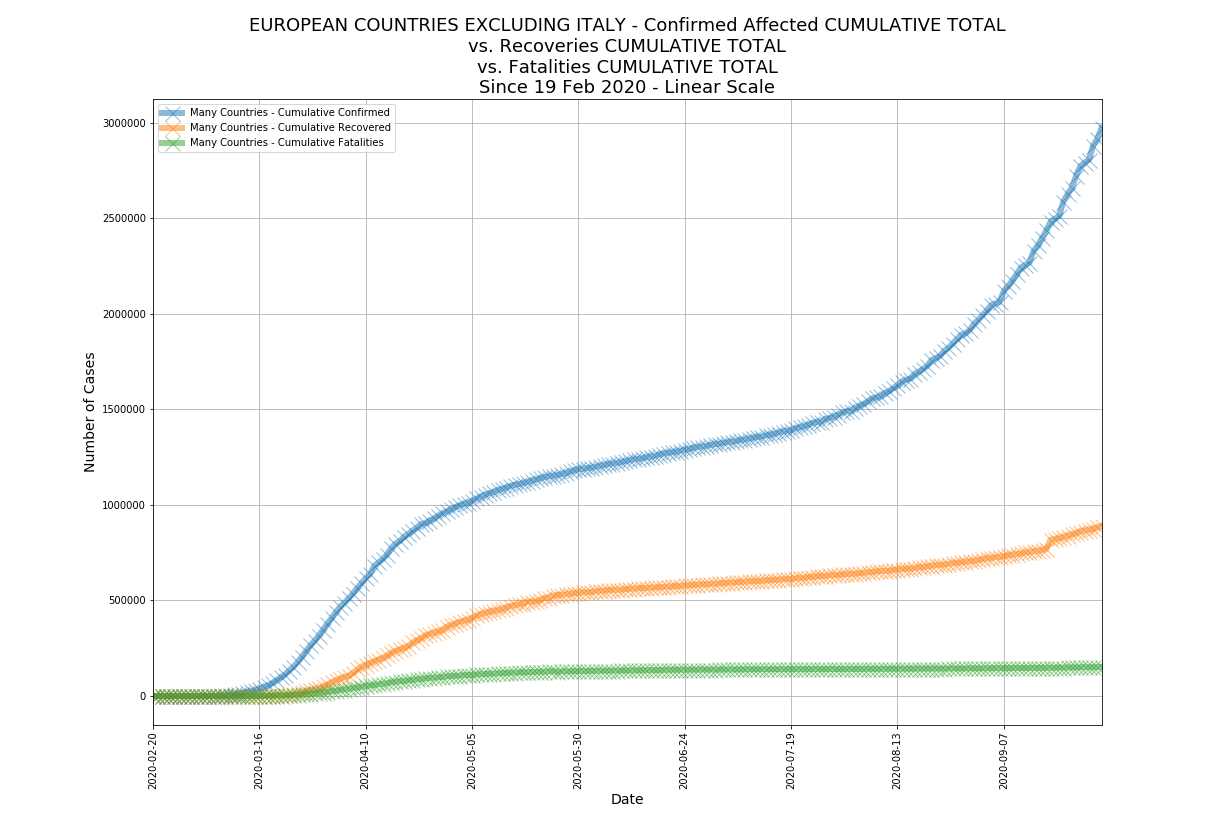 EUROPEAN COUNTRIES EXCLUDING ITALY - Confirmed Affected CUMULATIVE TOTAL
vs. Recoveries CUMULATIVE TOTAL
vs. Fatalities CUMULATIVE TOTAL
Since 19 Feb 2020 - Linear Scale
Many Countries - Cumulative Confirmed
Many Countries - Cumulative Recovered
Many Countries - Cumulative Fatalities
Number of Cases
3000000
2500000
2000000
1500000
1000000
500000
0
2020-02-20
2020-03-16
2020-04-10
2020-05-05
2020-05-30
2020-06-24
2020-07-19
2020-08-13
2020-09-07
Date